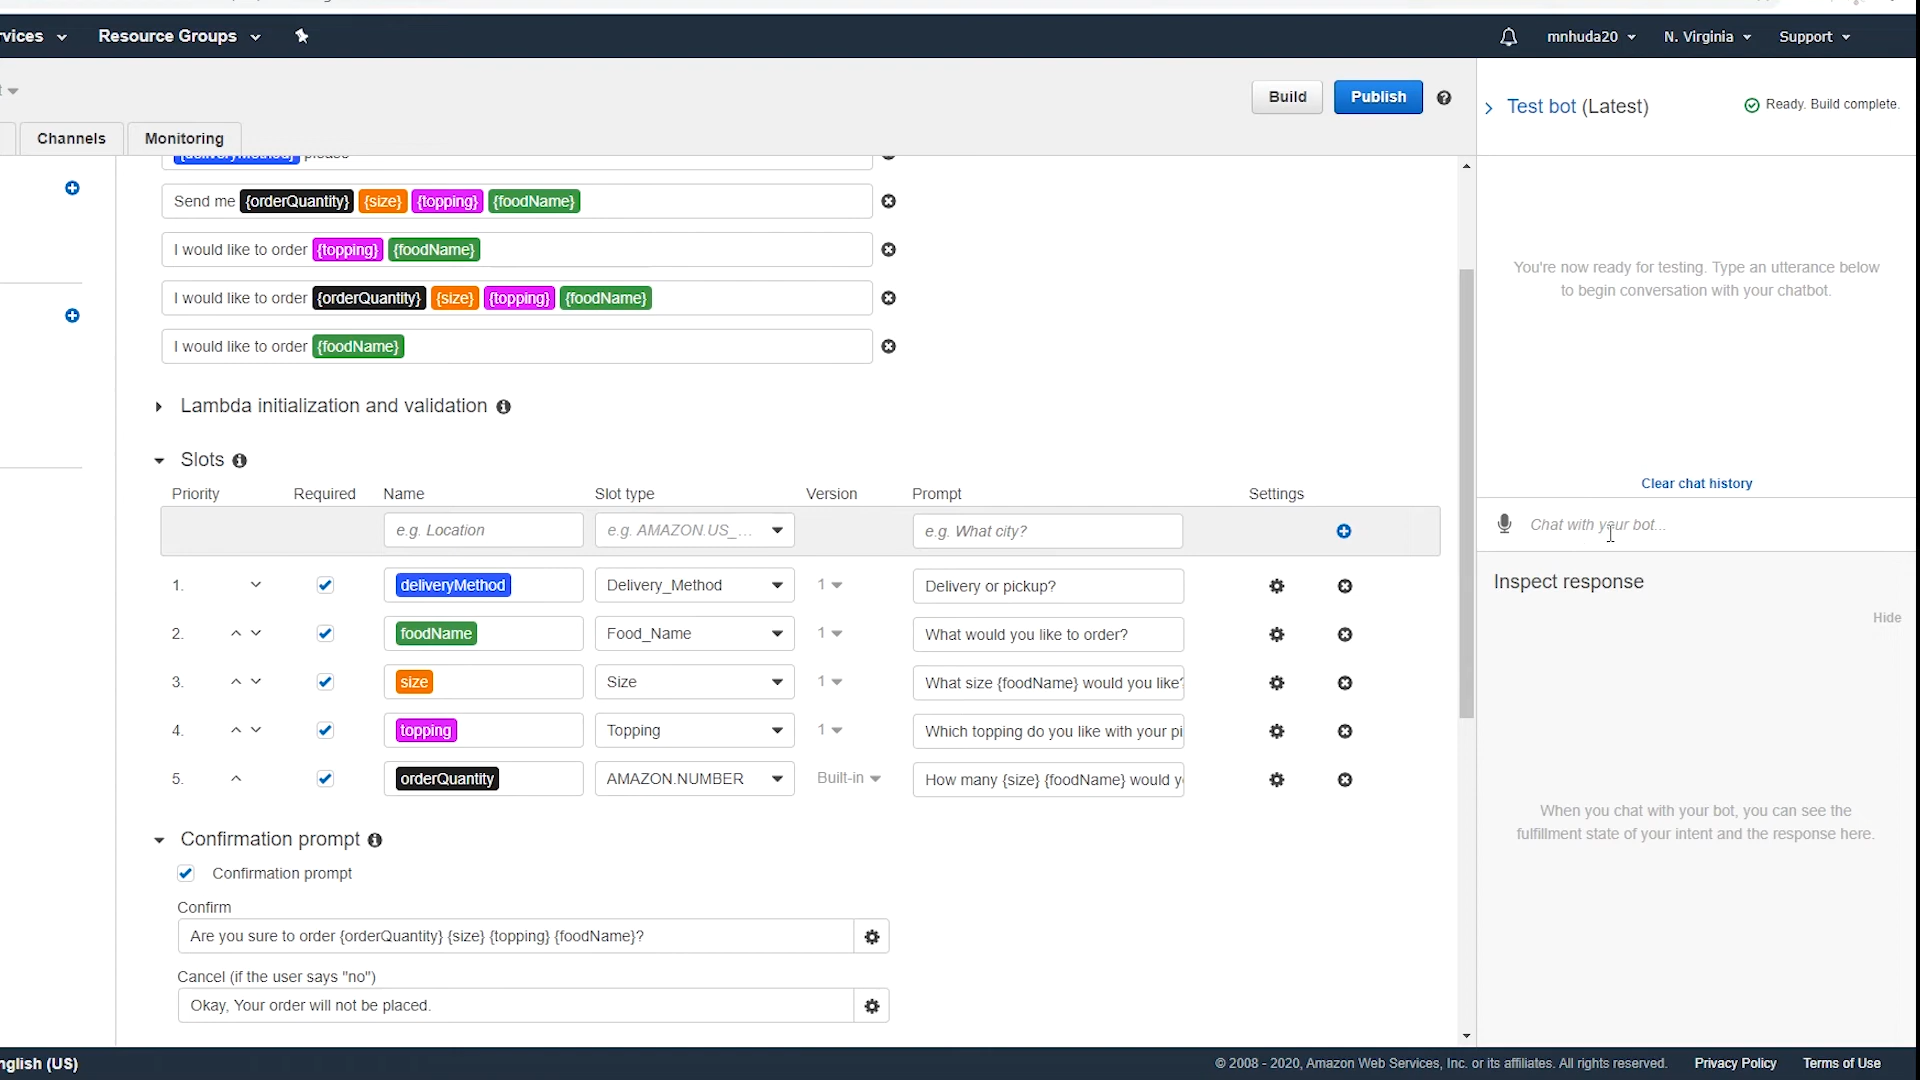 rvices Resource Groups mnhuda20 N. Virginia Support
Build Publish
Test bot (Latest) Ready. Build complete.
Channels Monitoring
{deliveryMethod} please
Send me {orderQuantity} {size} {topping} {foodName}
I would like to order {topping} {foodName}
I would like to order {orderQuantity} {size} {topping} {foodName}
I would like to order {foodName}
Lambda initialization and validation
Slots
Priority Required Name Slot type Version Prompt Settings
e.g. Location e.g. AMAZON.US_... e.g. What city?
1. deliveryMethod Delivery_Method 1 Delivery or pickup?
2. foodName Food_Name 1 What would you like to order?
3. size Size 1 What size {foodName} would you like?
4. topping Topping 1 Which topping do you like with your pi
5. orderQuantity AMAZON.NUMBER Built-in How many {size} {foodName} would y
Confirmation prompt
Confirmation prompt
Confirm
Are you sure to order {orderQuantity} {size} {topping} {foodName}?
Cancel (if the user says "no")
Okay, Your order will not be placed.
You're now ready for testing. Type an utterance below
to begin conversation with your chatbot.
Clear chat history
Chat with your bot...
Inspect response
Hide
When you chat with your bot, you can see the
fulfillment state of your intent and the response here.
nglish (US) © 2008 - 2020, Amazon Web Services, Inc. or its affiliates. All rights reserved. Privacy Policy Terms of Use